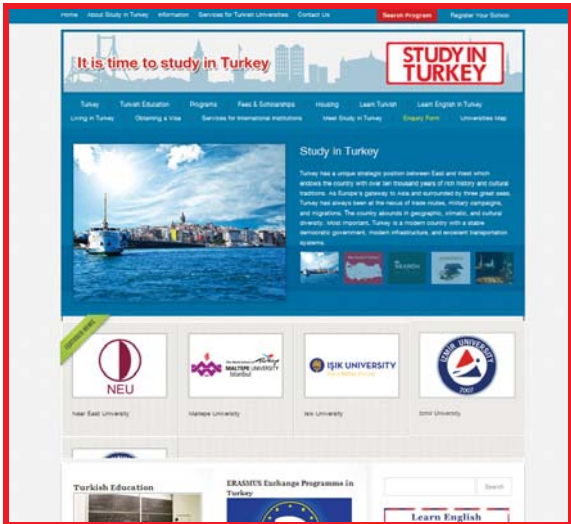 Home About Study in Turkey Information Services for Turkish Universities Contact Us Search Program Register Your School
It is time to study in Turkey
STUDY IN
TURKEY
Turkey Turkish Education Programs Fees & Scholarships Housing Learn Turkish Learn English in Turkey
Living in Turkey Obtaining a Visa Services for International Institutions Meet Study in Turkey Enquiry Form Universities Map
Study in Turkey
Turkey has a unique strategic position between East and West which
endows the country with over ten thousand years of rich history and cultural
traditions. As Europe's gateway to Asia and surrounded by three great seas,
Turkey has always been at the nexus of trade routes, military campaigns,
and migrations. The country abounds in geographic, climatic, and cultural
diversity. Most important, Turkey is a modern country with a stable
democratic government, modern infrastructure, and excellent transportation
systems.
SEARCH
FEATURED NEWS
NEU
MALTEPE UNIVERSITY
Istanbul
IŞIK UNIVERSITY
IZMIR UNIVERSITY
2007
Near East University
Maltepe University
Isik University
Izmir University
Turkish Education
ERASMUS Exchange Programme in
Turkey
Search
Learn English